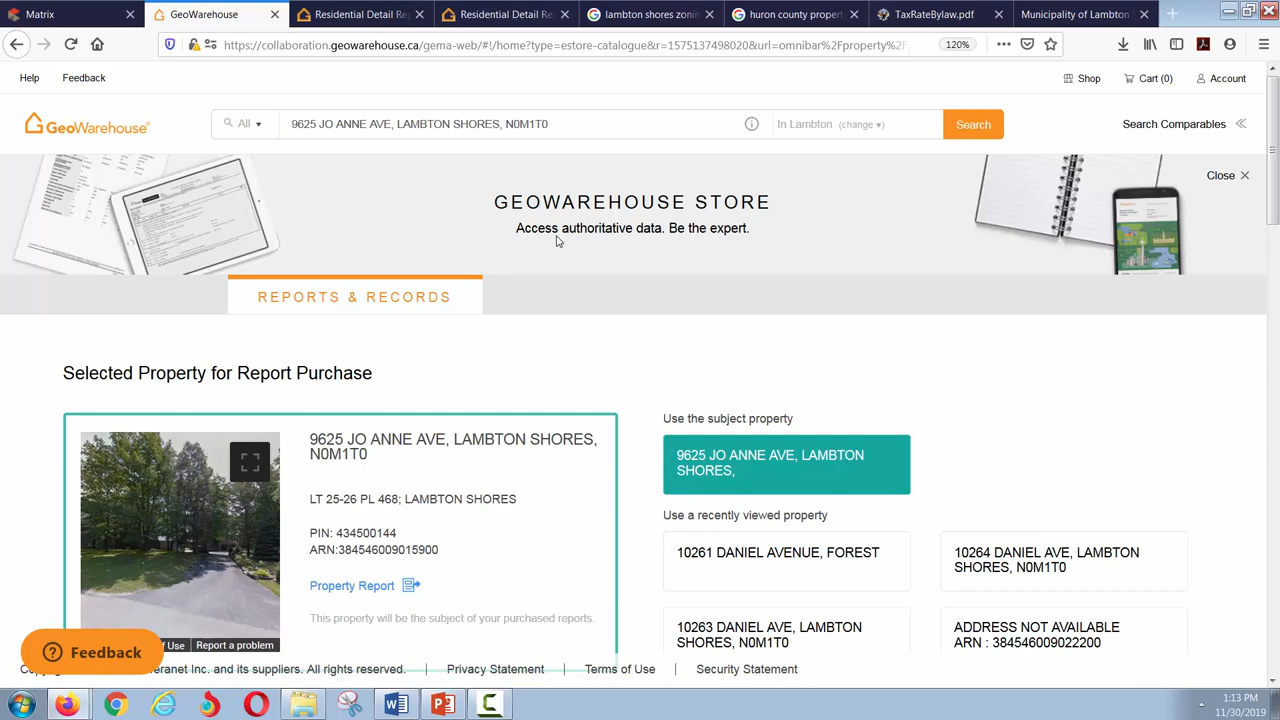 Matrix
GeoWarehouse
Residential Detail Re
Residential Detail Re
lambton shores zonin
huron county propert
TaxRateBylaw.pdf
Municipality of Lambton
https://collaboration.geowarehouse.ca/gema-web/#!/home?type=estore-catalogue&r=1575137498020&url=omnibar%2Fproperty%2F
120%
Help
Feedback
Shop
Cart (0)
Account
GeoWarehouse
All
9625 JO ANNE AVE, LAMBTON SHORES, N0M1T0
In Lambton (change ▾)
Search
Search Comparables
Close
GEOWAREHOUSE STORE
Access authoritative data. Be the expert.
REPORTS & RECORDS
Selected Property for Report Purchase
9625 JO ANNE AVE, LAMBTON SHORES,
N0M1T0
LT 25-26 PL 468; LAMBTON SHORES
PIN: 434500144
ARN:384546009015900
Property Report
This property will be the subject of your purchased reports.
Use
Report a problem
Use the subject property
9625 JO ANNE AVE, LAMBTON
SHORES,
Use a recently viewed property
10261 DANIEL AVENUE, FOREST
10264 DANIEL AVE, LAMBTON
SHORES, N0M1T0
10263 DANIEL AVE, LAMBTON
SHORES, N0M1T0
ADDRESS NOT AVAILABLE
ARN : 384546009022200
Feedback
eranet Inc. and its suppliers. All rights reserved.
Privacy Statement
Terms of Use
Security Statement
1:13 PM
11/30/2019